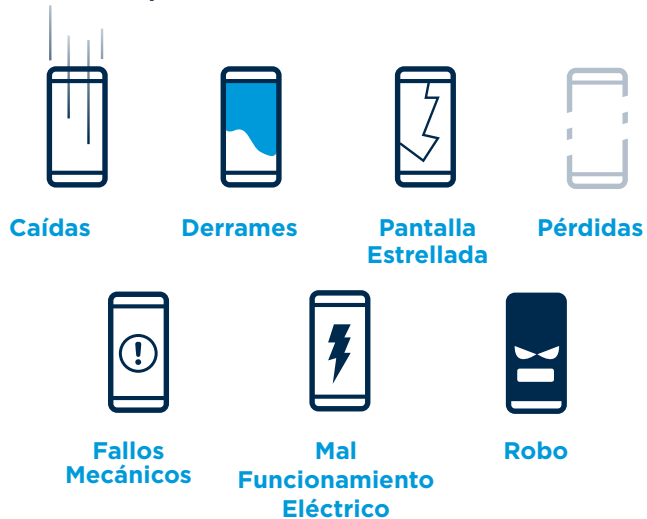 Caídas
Derrames
Pantalla
Estrellada
Pérdidas
Fallos
Mecánicos
Mal
Funcionamiento
Eléctrico
Robo